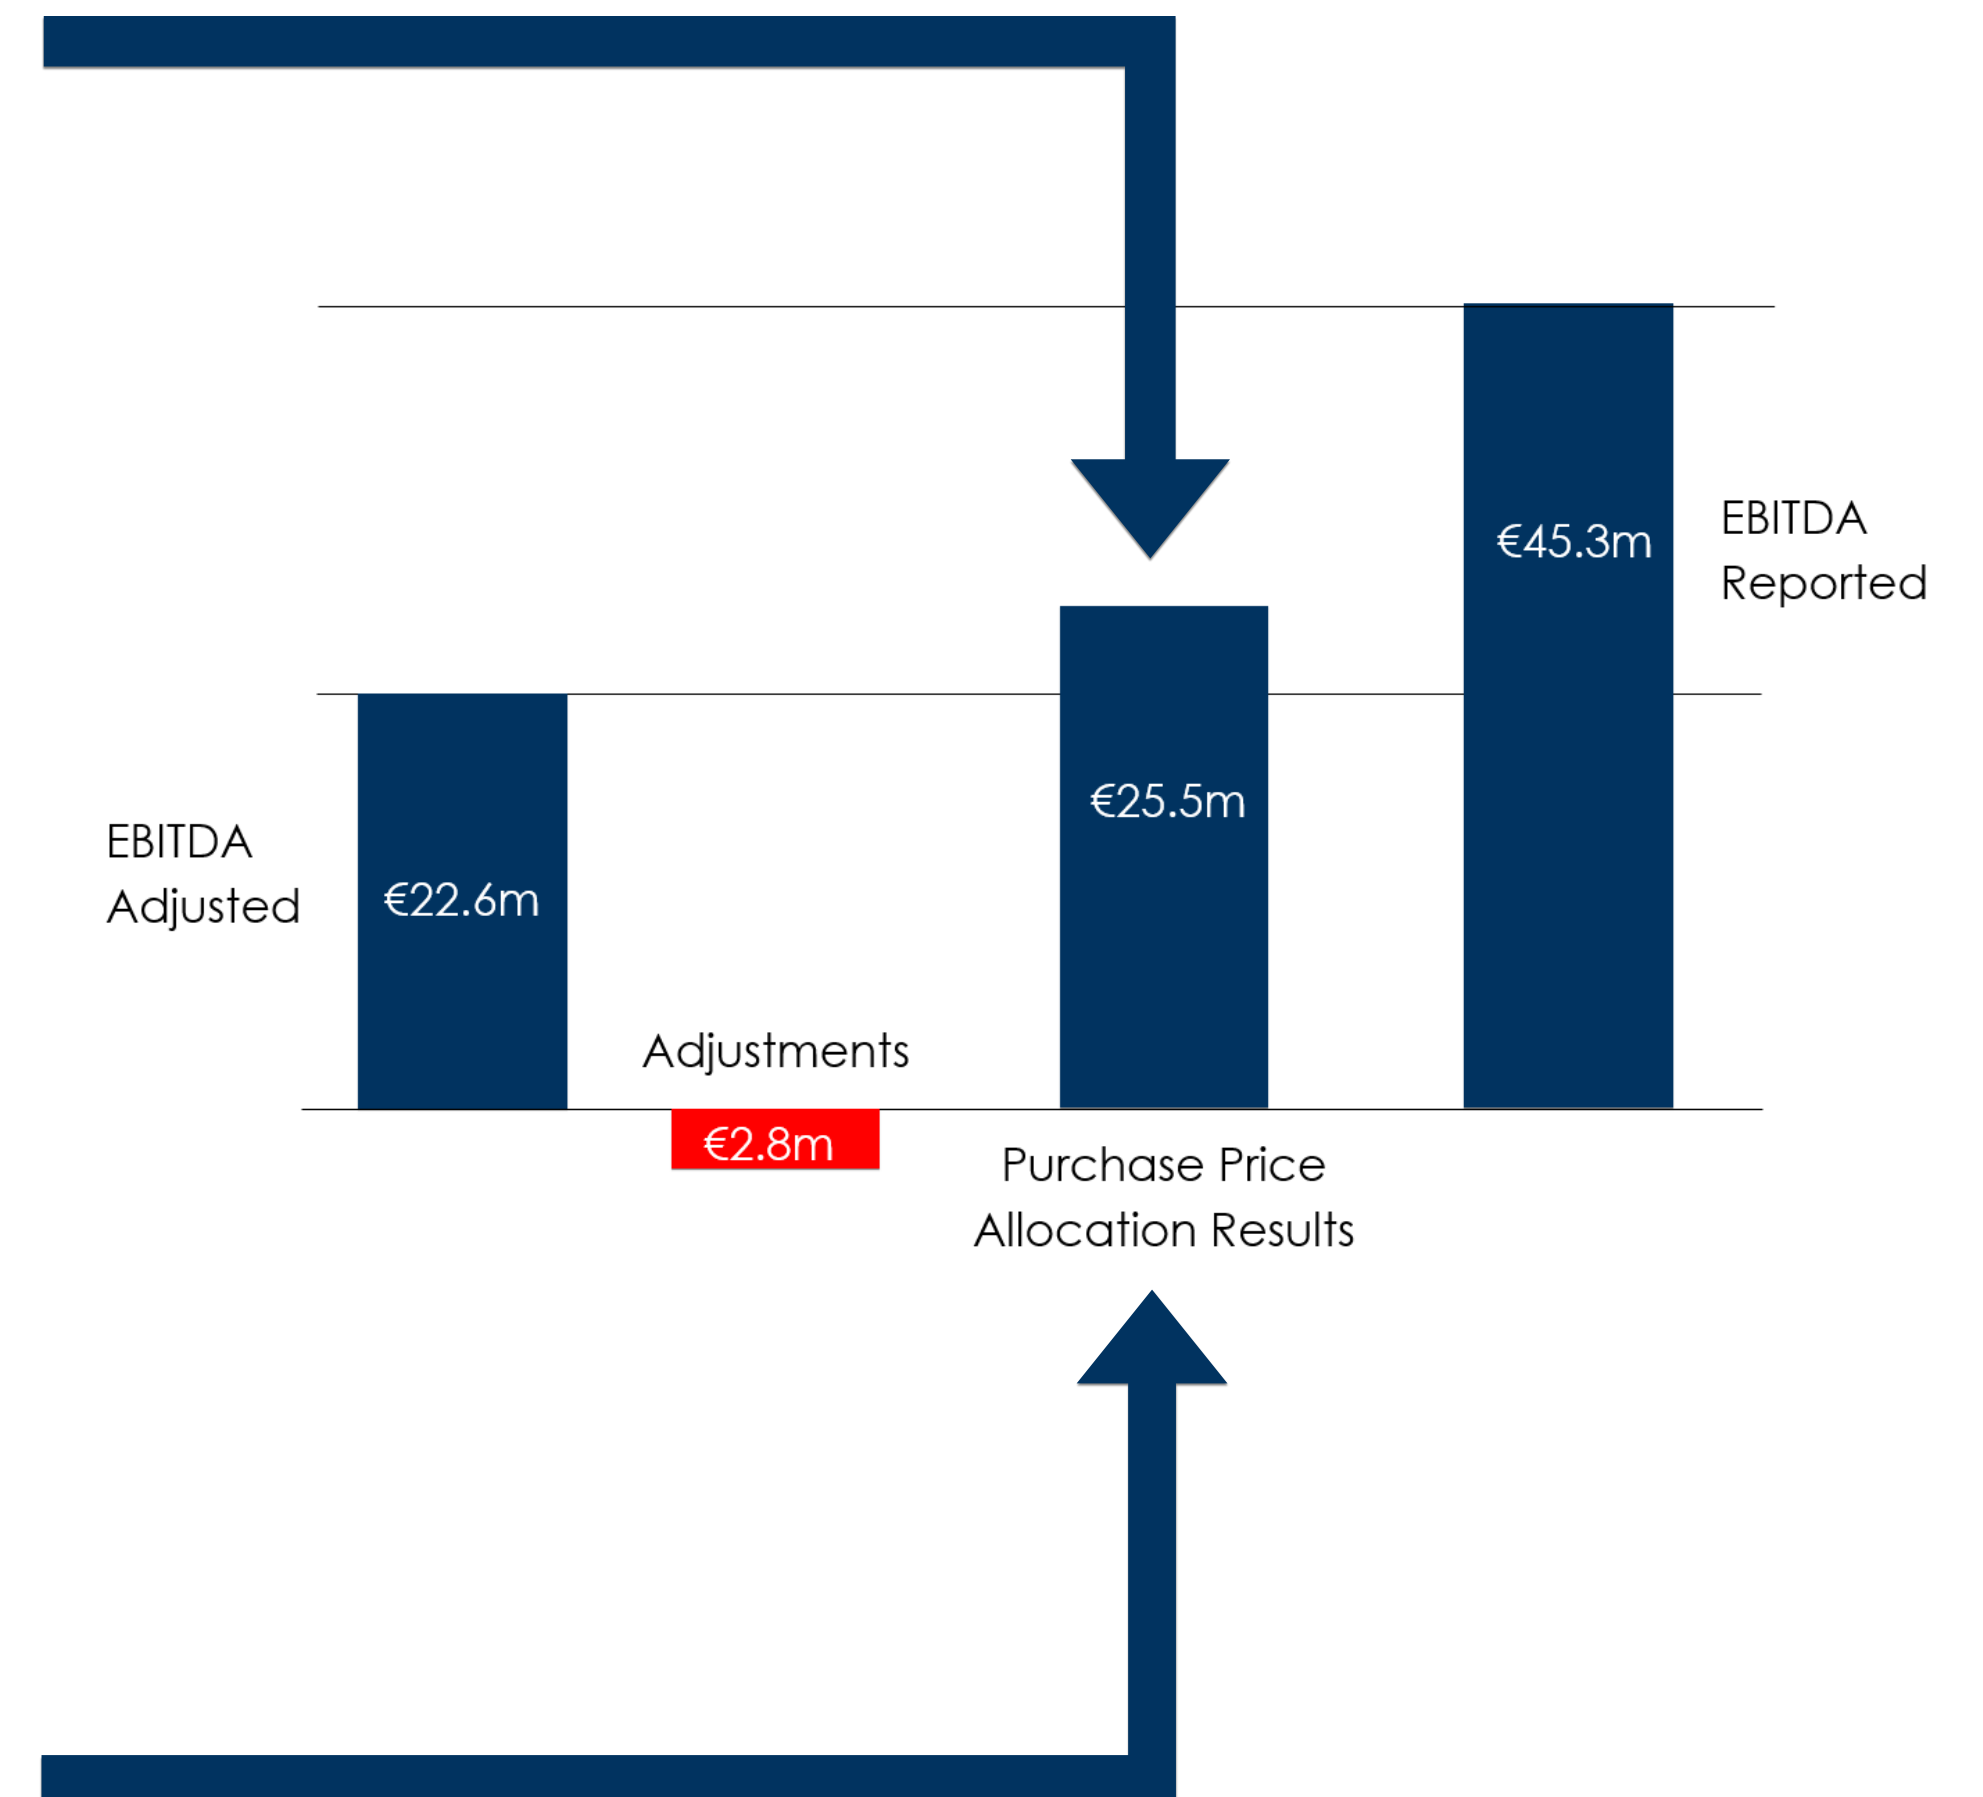 EBITDA
Adjusted
€22.6m
Adjustments
€2.8m
€25.5m
Purchase Price
Allocation Results
€45.3m
EBITDA
Reported